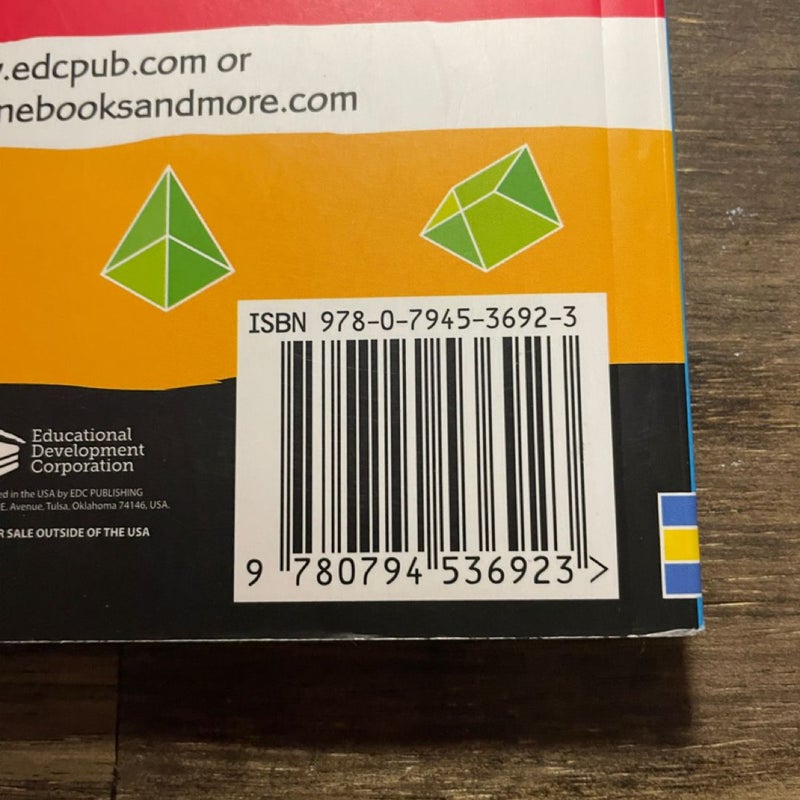 .edcpub.com or
nebooksandmore.com
ISBN 978-0-7945-3692-3
9 780794 536923 >
Educational
Development
Corporation
ed in the USA by EDC PUBLISHING
E. Avenue, Tulsa, Oklahoma 74146, USA.
R SALE OUTSIDE OF THE USA